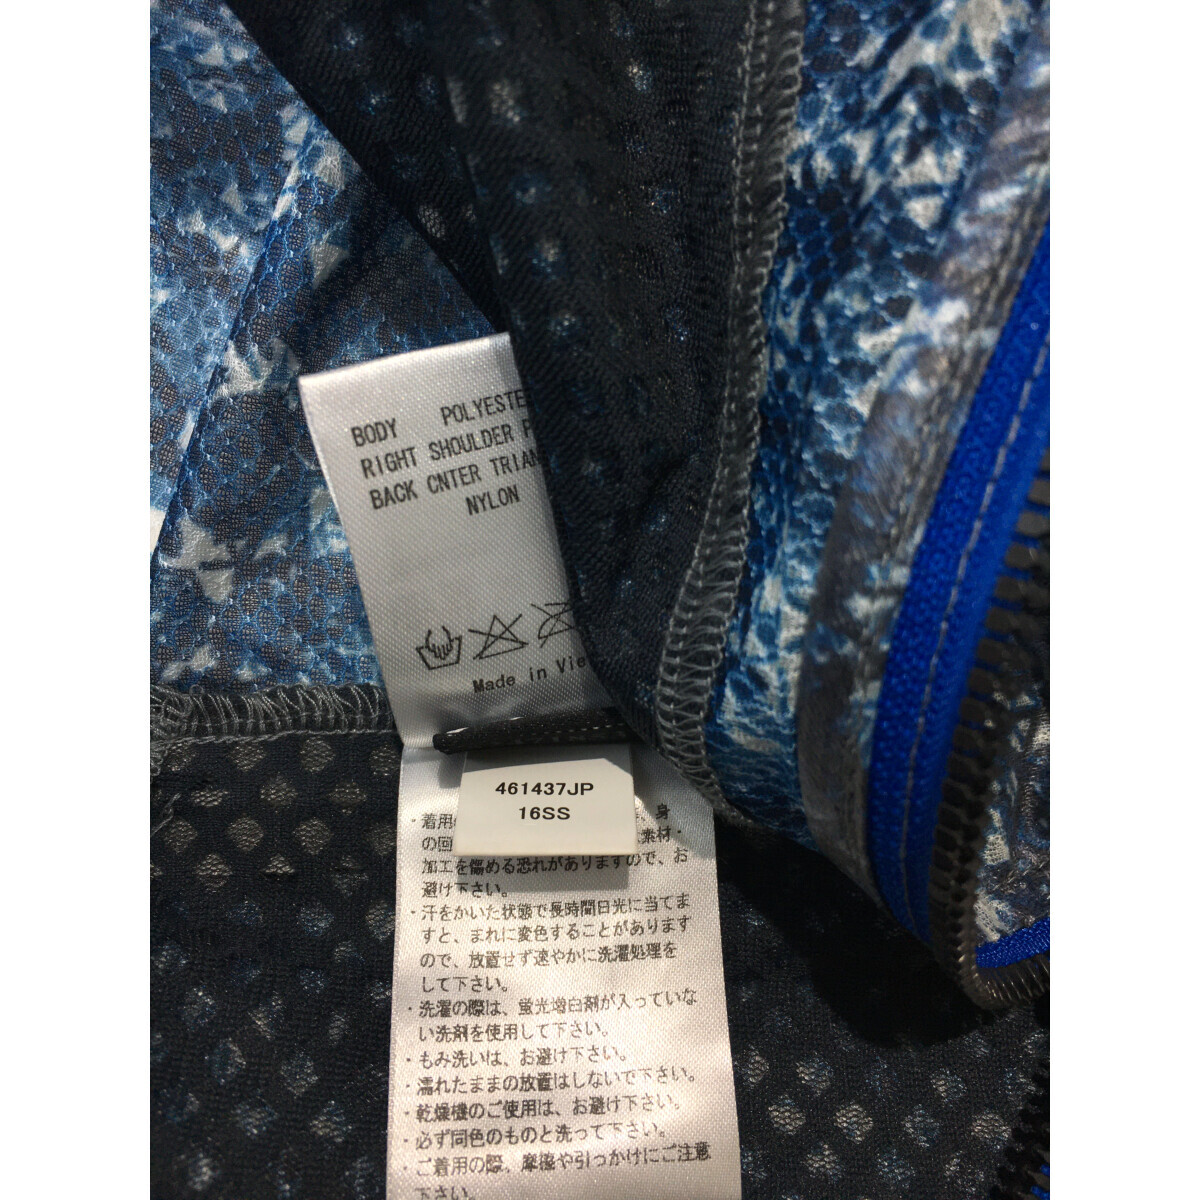 BODY POLYESTE
RIGHT SHOULDER
BACK CNTER TRIAN
NYLON
Made in Vie
461437JP
16SS
・着用 、身
の回 素材・
加工を傷める恐れがありますので、お
避け下さい。
・汗をかいた状態で長時間日光に当てま
すと、まれに変色することがあります
ので、放置せず速やかに洗濯処理を
して下さい。
・洗濯の際は、蛍光増白剤が入っていな
い洗剤を使用して下さい。
・もみ洗いは、お避け下さい。
・濡れたままの放置はしないで下さい。
・乾燥機のご使用は、お避け下さい。
・必ず同色のものと洗って下さい。
・ご着用の際、摩擦や引っかけにご注意
下さい。